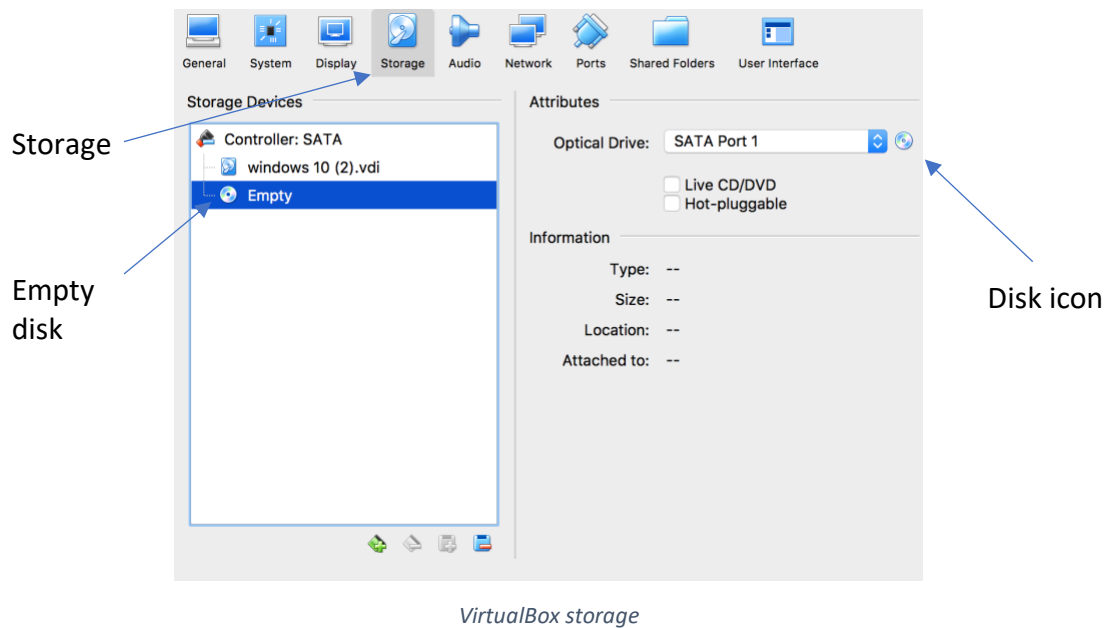 General System Display Storage Audio Network Ports Shared Folders User Interface
Storage Devices
Attributes
Storage
Controller: SATA
windows 10 (2).vdi
Empty
Optical Drive: SATA Port 1
Live CD/DVD
Hot-pluggable
Information
Type: --
Size: --
Location: --
Attached to: --
Empty
disk
Disk icon
VirtualBox storage